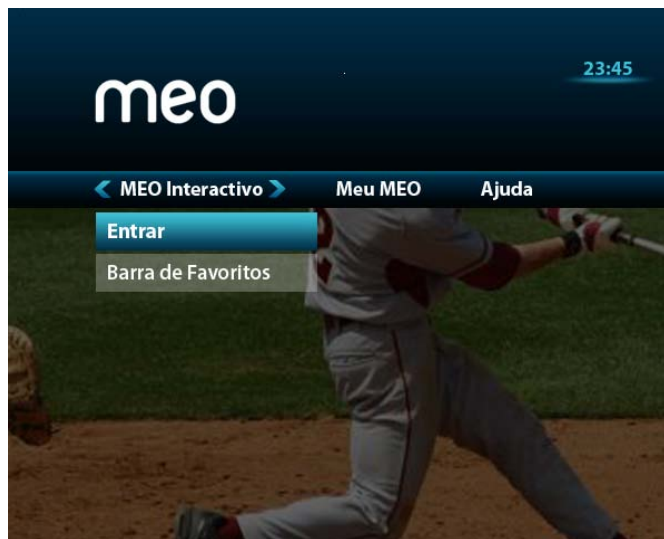 23:45
meo
MEO Interactivo Meu MEO Ajuda
Entrar
Barra de Favoritos